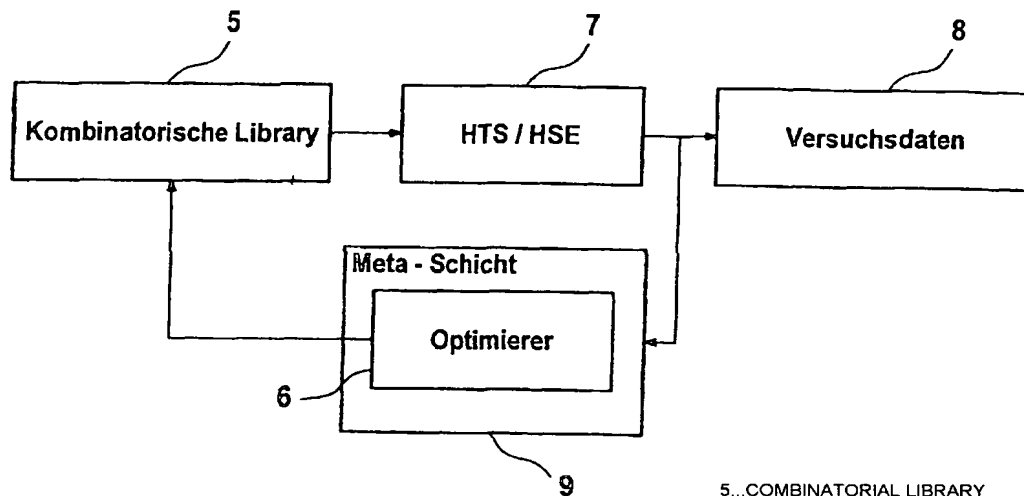 5
7
8
Kombinatorische Library
HTS / HSE
Versuchsdaten
Meta - Schicht
Optimierer
6
9
5...COMBINATORIAL LIBRARY